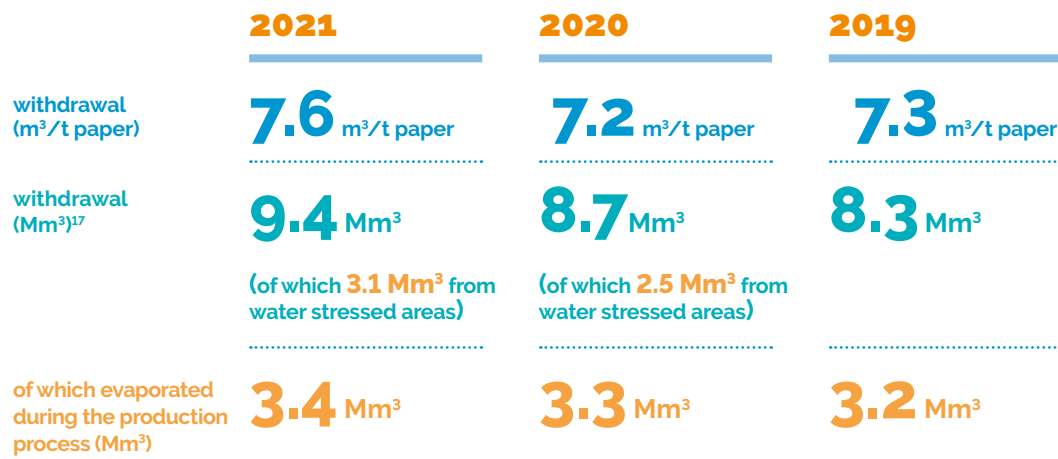 2021 2020 2019
withdrawal
(m³/t paper)
7.6 m³/t paper 7.2 m³/t paper 7.3 m³/t paper
withdrawal
(Mm³)¹⁷
9.4 Mm³ 8.7 Mm³ 8.3 Mm³
(of which 3.1 Mm³ from
water stressed areas)
(of which 2.5 Mm³ from
water stressed areas)
of which evaporated
during the production
process (Mm³)
3.4 Mm³ 3.3 Mm³ 3.2 Mm³